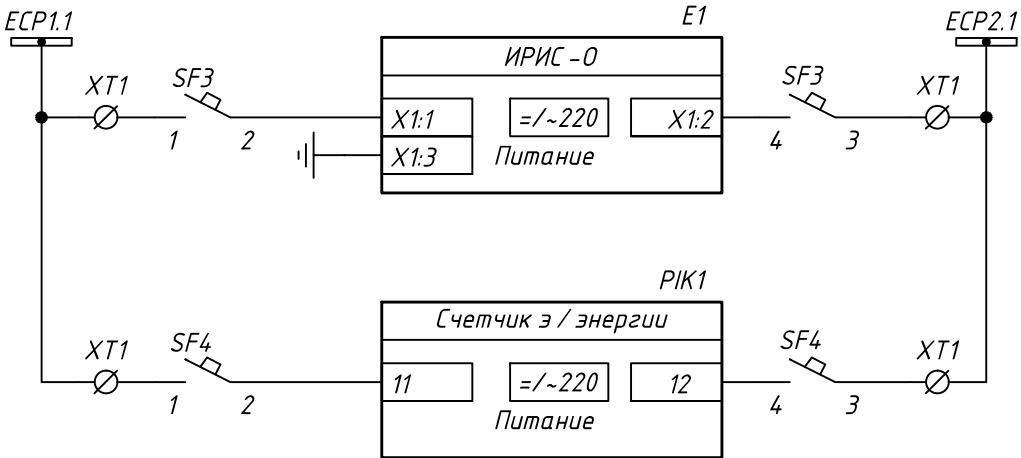 ECP1.1
E1
ECP2.1
ИРИС-О
XT1
SF3
SF3
XT1
X1:1
=/~220
X1:2
1
2
4
3
X1:3
Питание
PIK1
Счетчик э / энергии
XT1
SF4
SF4
XT1
11
=/~220
12
1
2
4
3
Питание